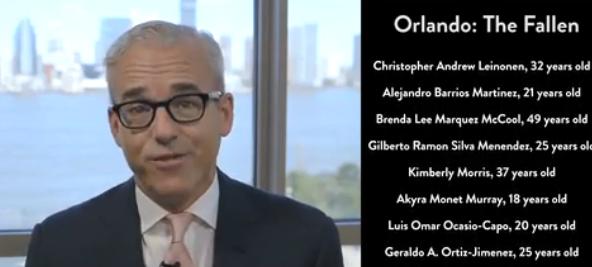 Orlando: The Fallen
Christopher Andrew Leinonen, 32 years old
Alejandro Barrios Martinez, 21 years old
Brenda Lee Marquez McCool, 49 years old
Gilberto Ramon Silva Menendez, 25 years old
Kimberly Morris, 37 years old
Akyra Monet Murray, 18 years old
Luis Omar Ocasio-Capo, 20 years old
Geraldo A. Ortiz-Jimenez, 25 years old